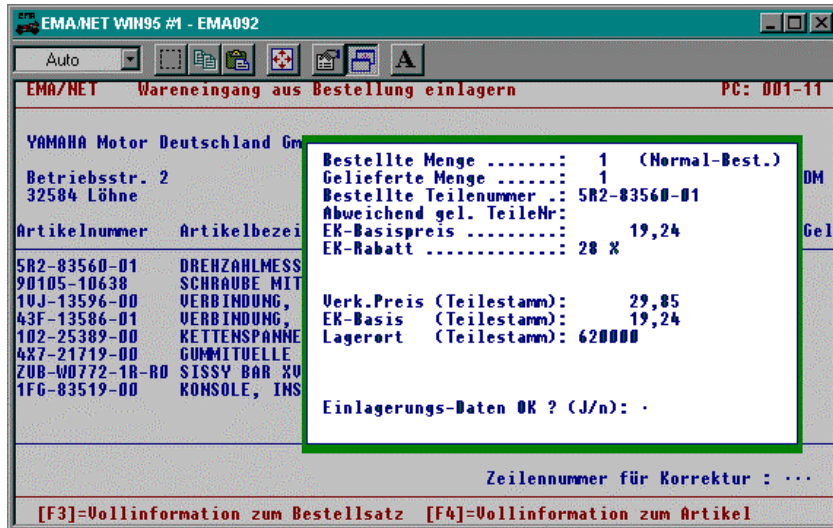 EMA/NET WIN95 #1 - EMA092
Auto
A
EMA/NET Wareneingang aus Bestellung einlagern PC: 001-11
YAMAHA Motor Deutschland Gm
Betriebsstr. 2 DM
32584 Löhne
Artikelnummer Artikelbezei Gel
5R2-83560-01 DREHZAHLMESS
90105-10638 SCHRAUBE MIT
1VJ-13596-00 VERBINDUNG,
43F-13586-01 VERBINDUNG,
102-25389-00 KETTENSPANNE
4X7-21719-00 GUMMITUELLE
ZUB-W0772-1R-R0 SISSY BAR XV
1FG-83519-00 KONSOLE, INS
Bestellte Menge .......: 1 (Normal-Best.)
Gelieferte Menge ......: 1
Bestellte Teilenummer .: 5R2-83560-01
Abweichend gel. TeileNr:
EK-Basispreis .........: 19,24
EK-Rabatt .............: 28 %
Verk.Preis (Teilestamm): 29,85
EK-Basis (Teilestamm): 19,24
Lagerort (Teilestamm): 620000
Einlagerungs-Daten OK ? (J/n): ·
Zeilennummer für Korrektur : ···
[F3]=Vollinformation zum Bestellsatz [F4]=Vollinformation zum Artikel